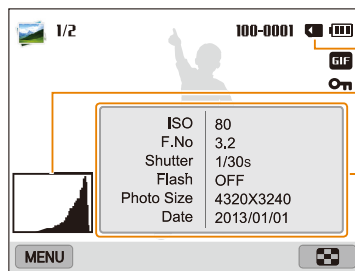 1/2 100-0001
GIF
ISO 80
F.No 3.2
Shutter 1/30s
Flash OFF
Photo Size 4320X3240
Date 2013/01/01
MENU